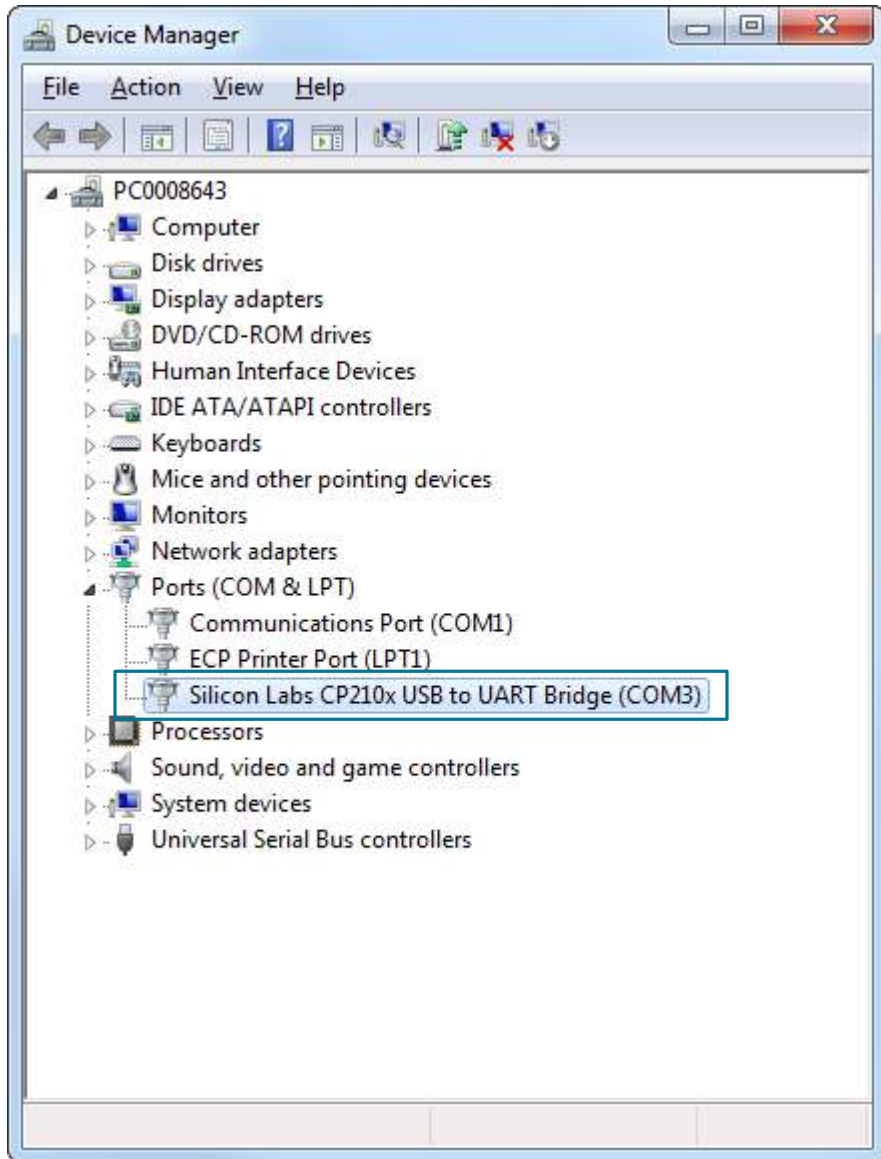 Device Manager
File Action View Help
PC0008643
Computer
Disk drives
Display adapters
DVD/CD-ROM drives
Human Interface Devices
IDE ATA/ATAPI controllers
Keyboards
Mice and other pointing devices
Monitors
Network adapters
Ports (COM & LPT)
Communications Port (COM1)
ECP Printer Port (LPT1)
Silicon Labs CP210x USB to UART Bridge (COM3)
Processors
Sound, video and game controllers
System devices
Universal Serial Bus controllers